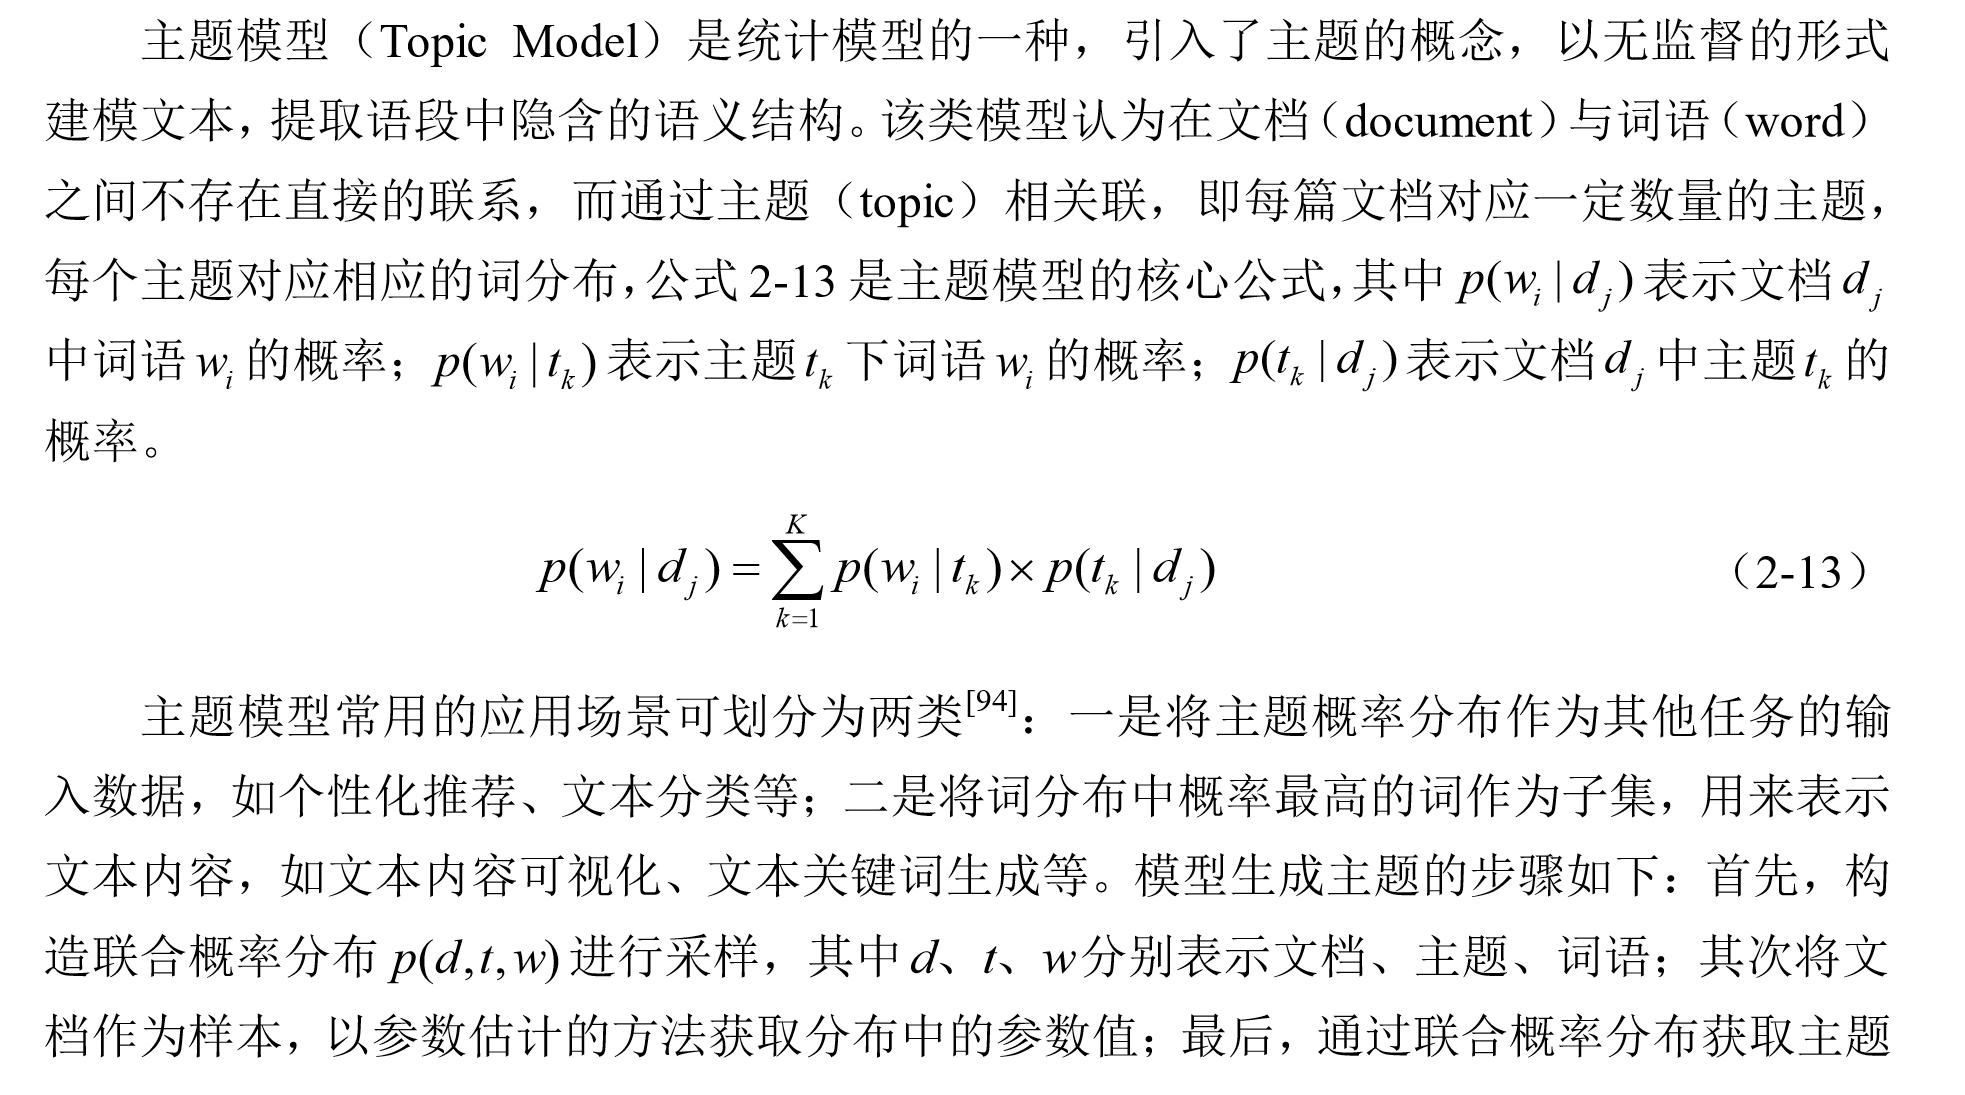 主题模型（Topic Model）是统计模型的一种，引入了主题的概念，以无监督的形式
建模文本，提取语段中隐含的语义结构。该类模型认为在文档（document）与词语（word）
之间不存在直接的联系，而通过主题（topic）相关联，即每篇文档对应一定数量的主题，
每个主题对应相应的词分布，公式 2-13 是主题模型的核心公式，其中 p(w_i | d_j) 表示文档 d_j
中词语 w_i 的概率；p(w_i | t_k) 表示主题 t_k 下词语 w_i 的概率；p(t_k | d_j) 表示文档 d_j 中主题 t_k 的
概率。
p(w_i | d_j) = ∑_{k=1}^{K} p(w_i | t_k) × p(t_k | d_j) （2-13）
主题模型常用的应用场景可划分为两类[94]：一是将主题概率分布作为其他任务的输
入数据，如个性化推荐、文本分类等；二是将词分布中概率最高的词作为子集，用来表示
文本内容，如文本内容可视化、文本关键词生成等。模型生成主题的步骤如下：首先，构
造联合概率分布 p(d,t,w) 进行采样，其中 d、t、w 分别表示文档、主题、词语；其次将文
档作为样本，以参数估计的方法获取分布中的参数值；最后，通过联合概率分布获取主题